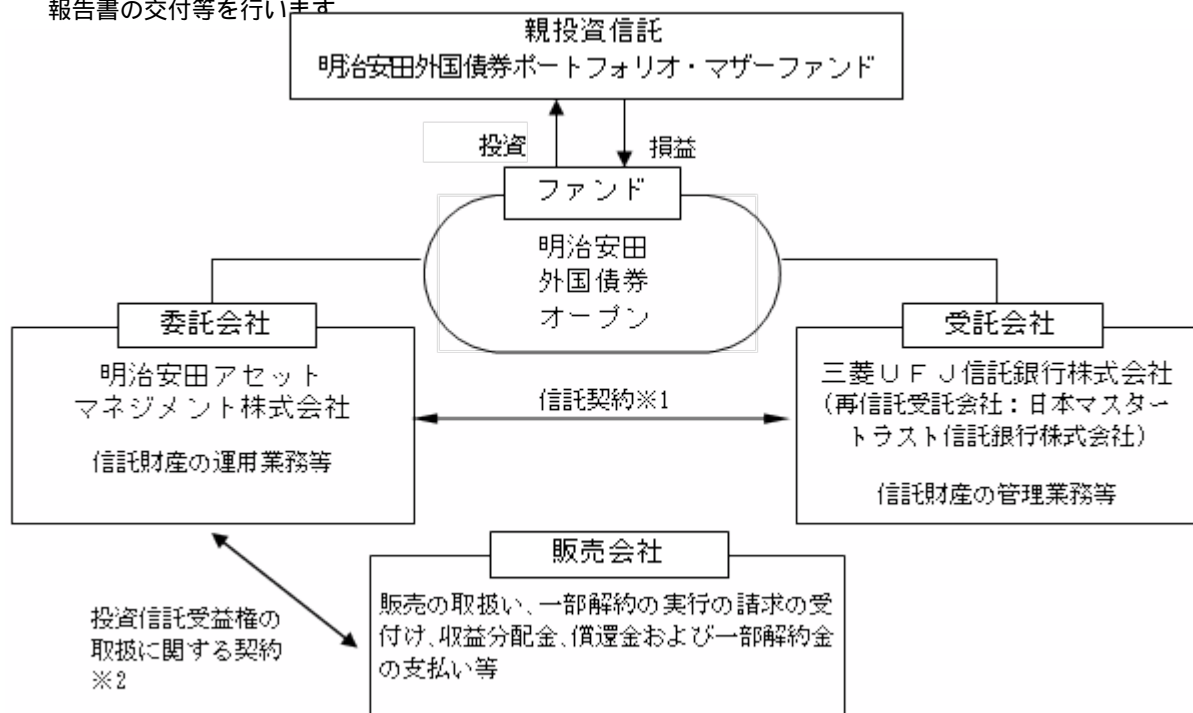 報告書の交付等を行います
親投資信託
明治安田外国債券ポートフォリオ・マザーファンド
投資
損益
ファンド
明治安田
外国債券
オープン
委託会社
明治安田アセット
マネジメント株式会社
信託財産の運用業務等
信託契約※1
受託会社
三菱UFJ信託銀行株式会社
(再信託受託会社:日本マスター
トラスト信託銀行株式会社)
信託財産の管理業務等
投資信託受益権の
取扱に関する契約
※2
販売会社
販売の取扱い、一部解約の実行の請求の受
付け、収益分配金、償還金および一部解約金
の支払い等